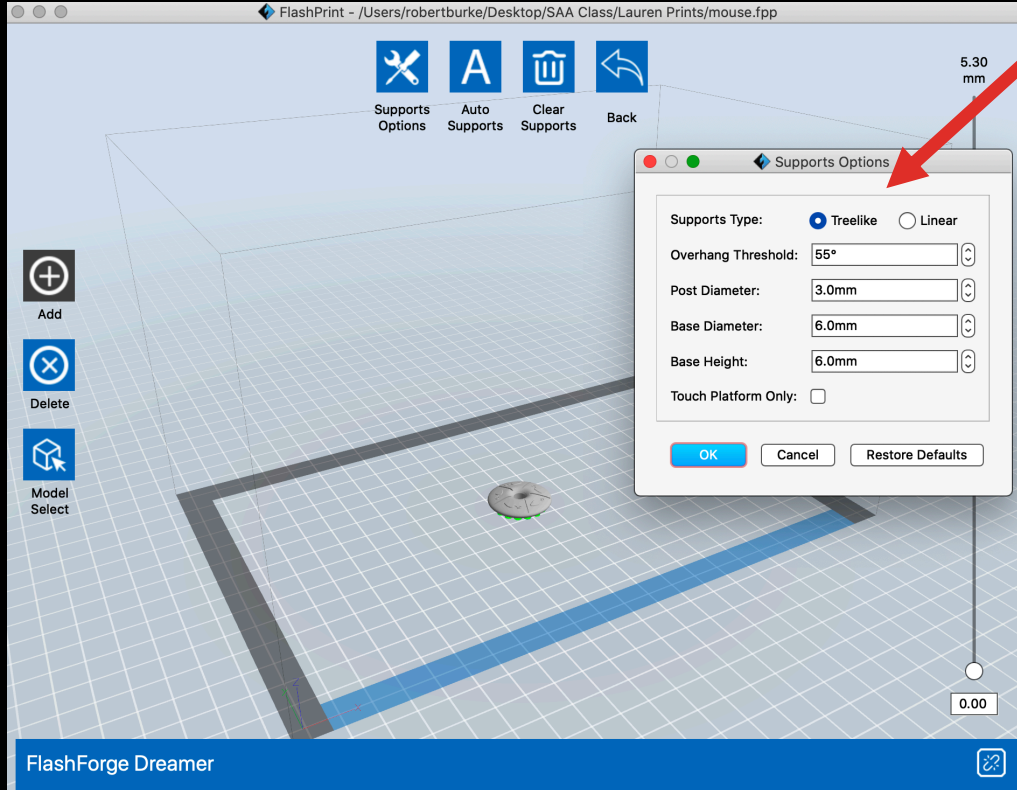 FlashPrint - /Users/robertburke/Desktop/SAA Class/Lauren Prints/mouse.fpp
Supports
Options
A
Auto
Supports
Clear
Supports
Back
5.30
mm
Supports Options
Supports Type: Treelike Linear
Overhang Threshold: 55°
Post Diameter: 3.0mm
Base Diameter: 6.0mm
Base Height: 6.0mm
Touch Platform Only:
OK Cancel Restore Defaults
Add
Delete
Model
Select
0.00
FlashForge Dreamer